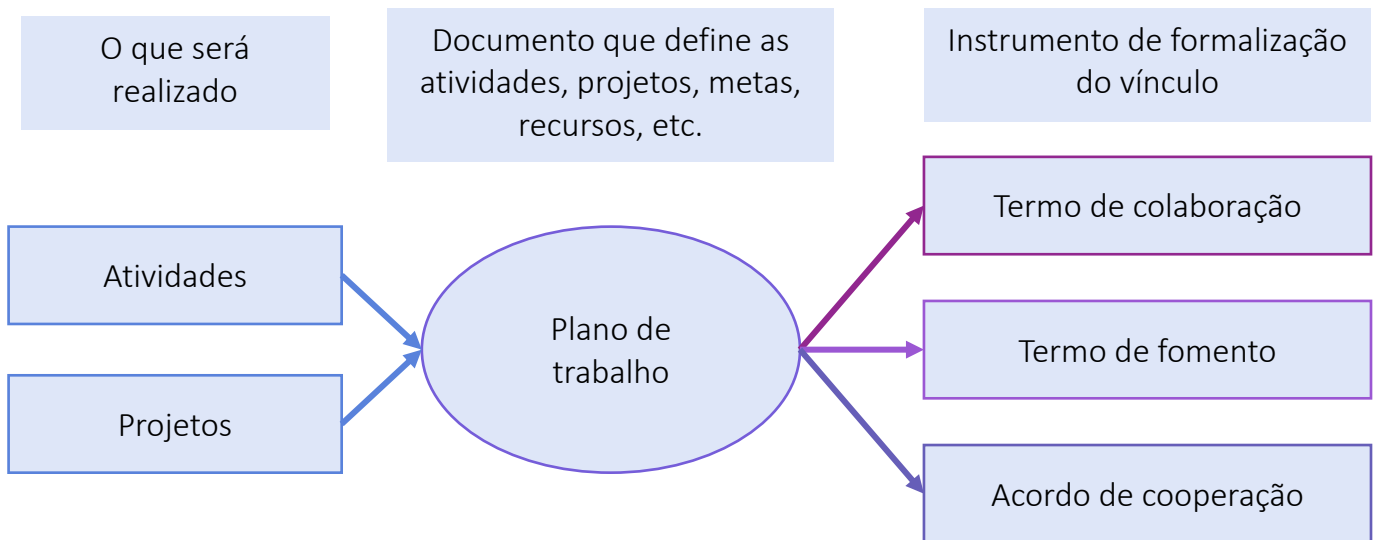 O que será
realizado
Documento que define as
atividades, projetos, metas,
recursos, etc.
Instrumento de formalização
do vínculo
Atividades
Projetos
Plano de
trabalho
Termo de colaboração
Termo de fomento
Acordo de cooperação